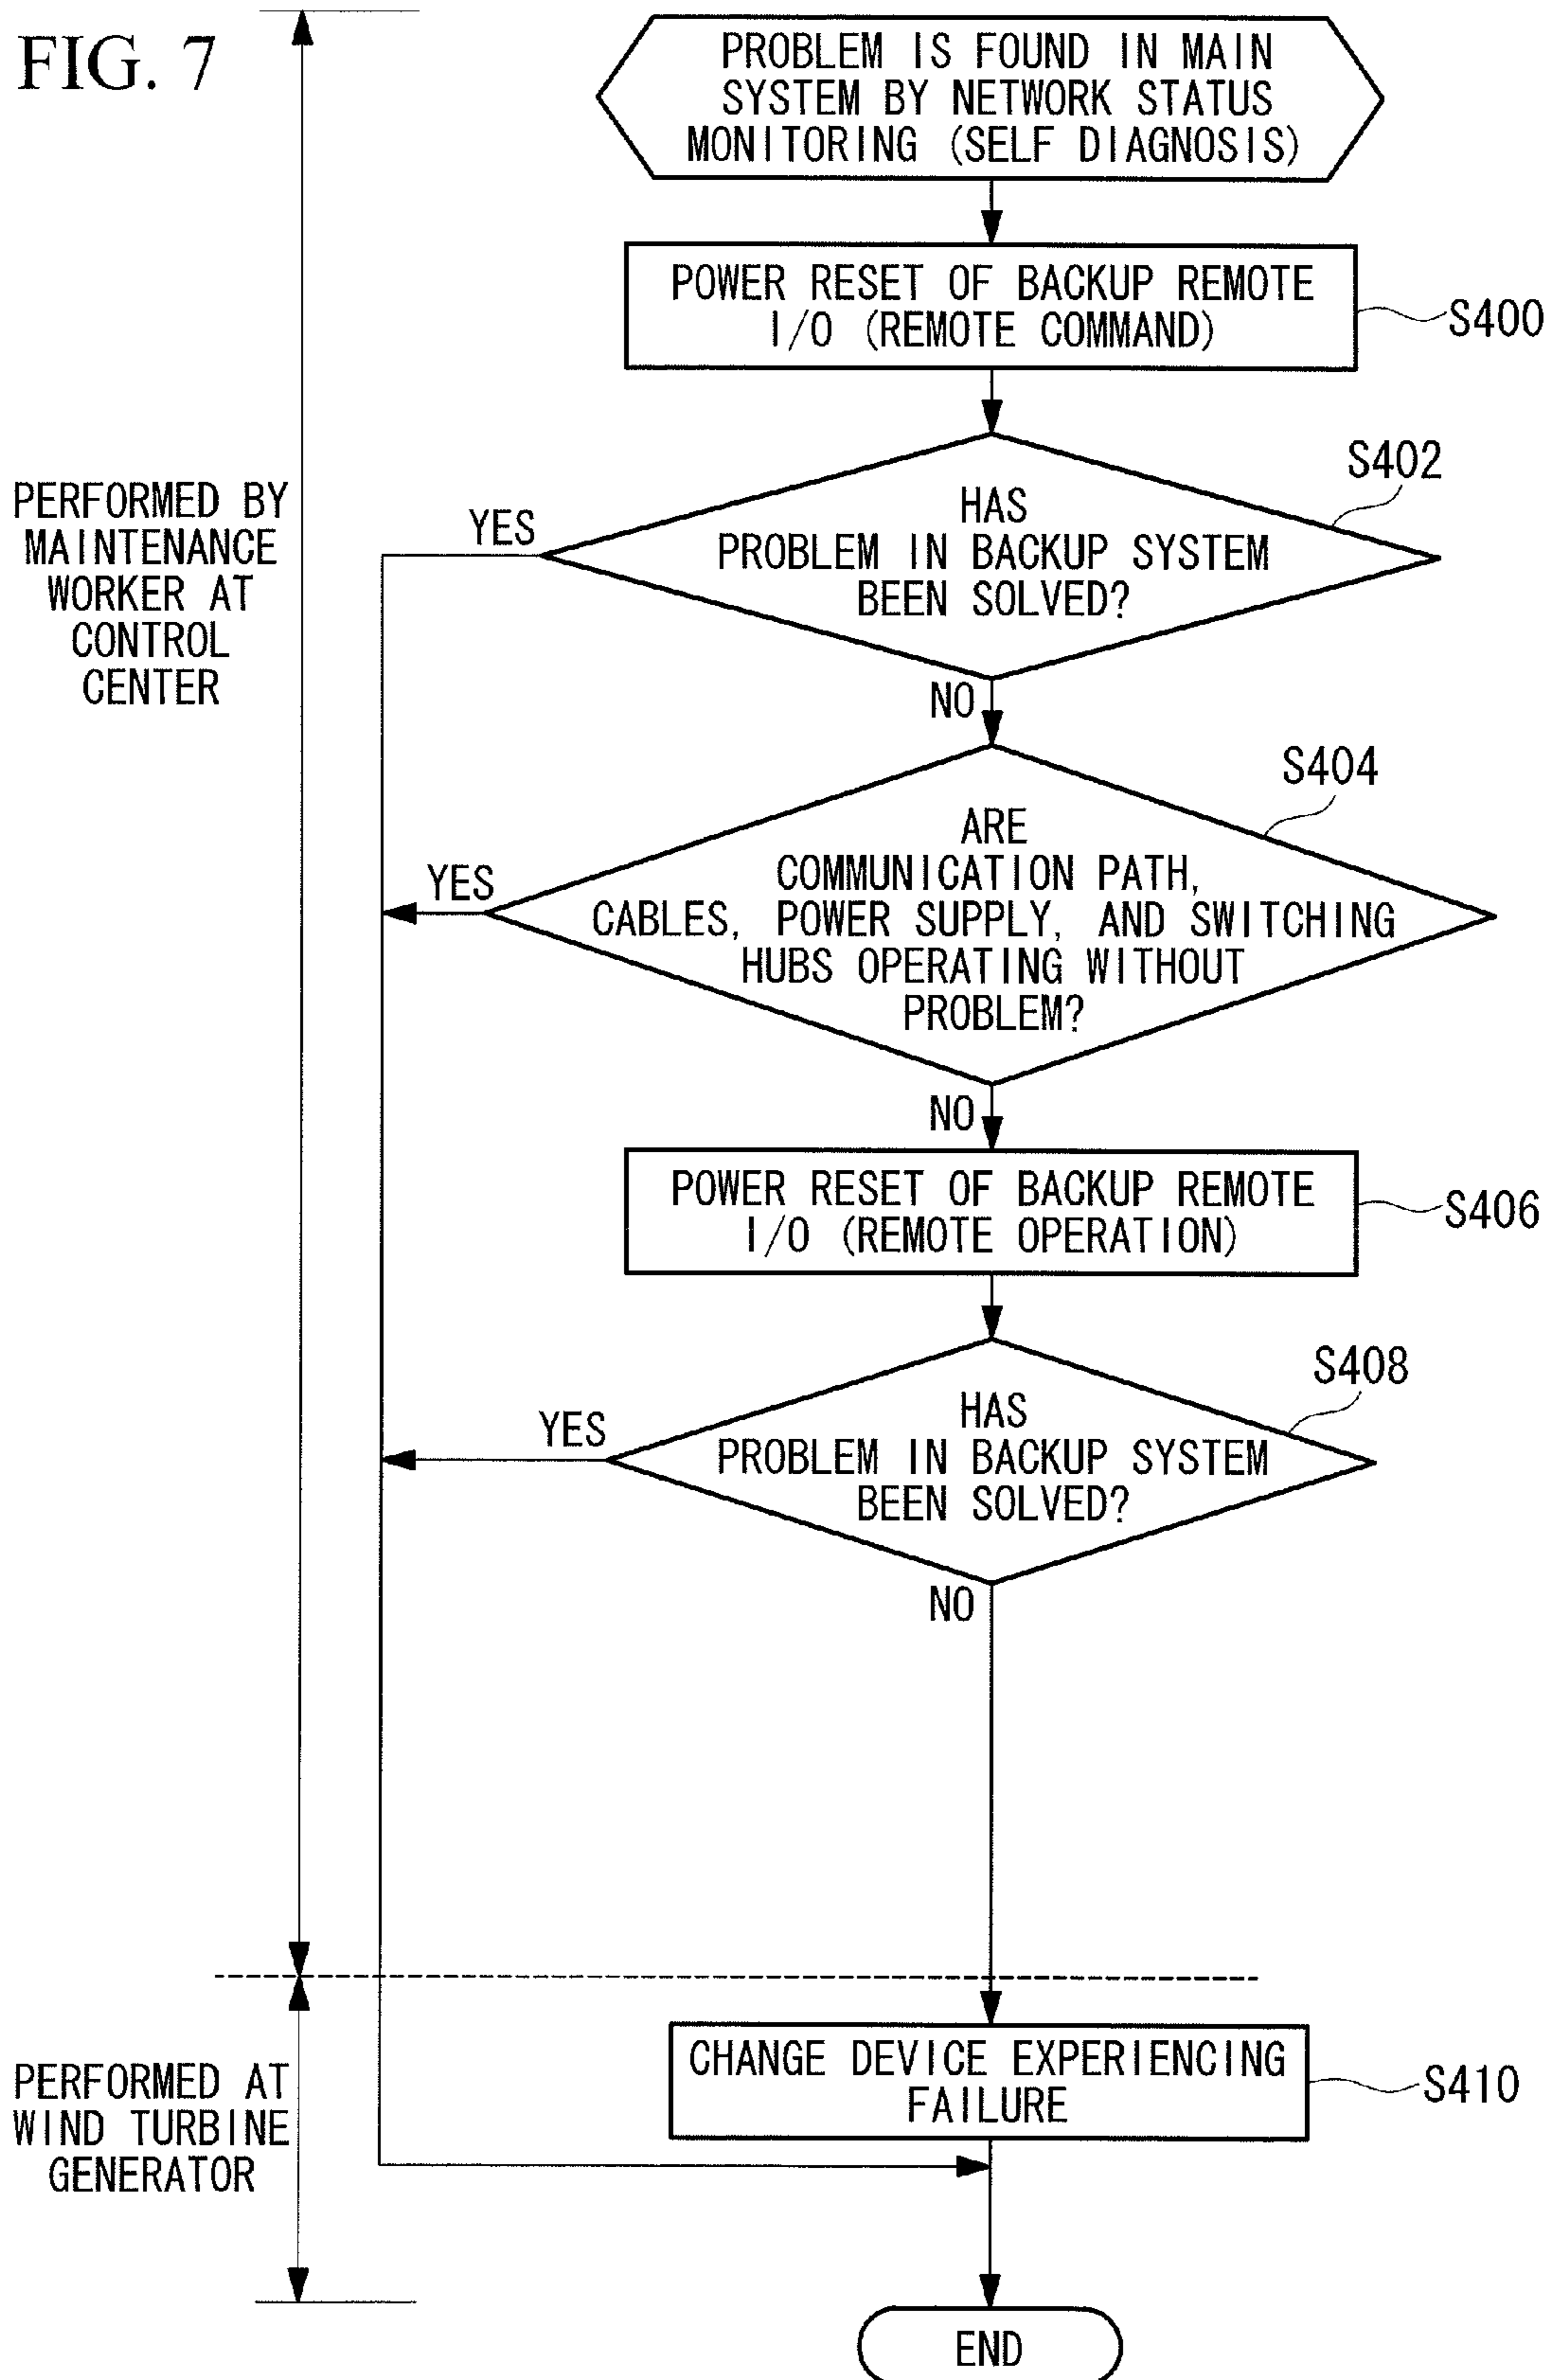 FIG. 7
PROBLEM IS FOUND IN MAIN
SYSTEM BY NETWORK STATUS
MONITORING (SELF DIAGNOSIS)
POWER RESET OF BACKUP REMOTE
I/O (REMOTE COMMAND)
S400
PERFORMED BY
MAINTENANCE
WORKER AT
CONTROL
CENTER
S402
HAS
PROBLEM IN BACKUP SYSTEM
BEEN SOLVED?
YES
NO
S404
ARE
COMMUNICATION PATH,
CABLES, POWER SUPPLY, AND SWITCHING
HUBS OPERATING WITHOUT
PROBLEM?
YES
NO
POWER RESET OF BACKUP REMOTE
I/O (REMOTE OPERATION)
S406
S408
HAS
PROBLEM IN BACKUP SYSTEM
BEEN SOLVED?
YES
NO
CHANGE DEVICE EXPERIENCING
FAILURE
S410
PERFORMED AT
WIND TURBINE
GENERATOR
END